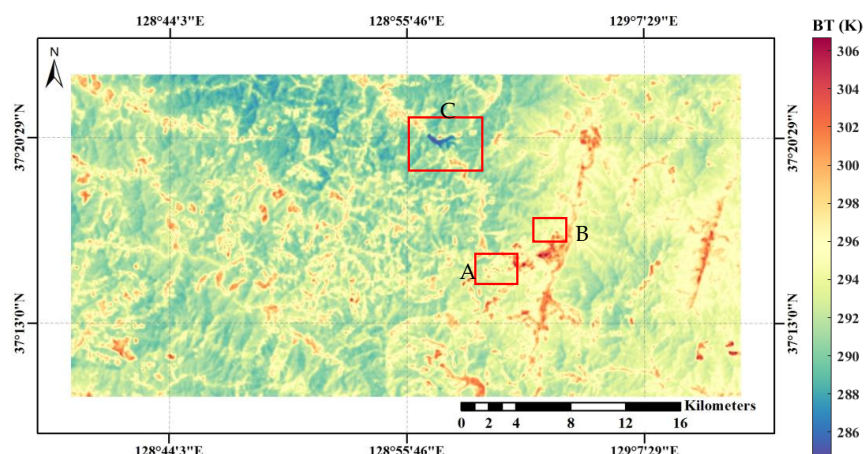 128°44'3"E 128°55'46"E 129°7'29"E
BT (K)
N
306
304
302
300
298
296
294
292
290
288
286
37°20'29"N 37°20'29"N
C
B
A
37°13'0"N 37°13'0"N
Kilometers
0 2 4 8 12 16
128°44'3"E 128°55'46"E 129°7'29"E